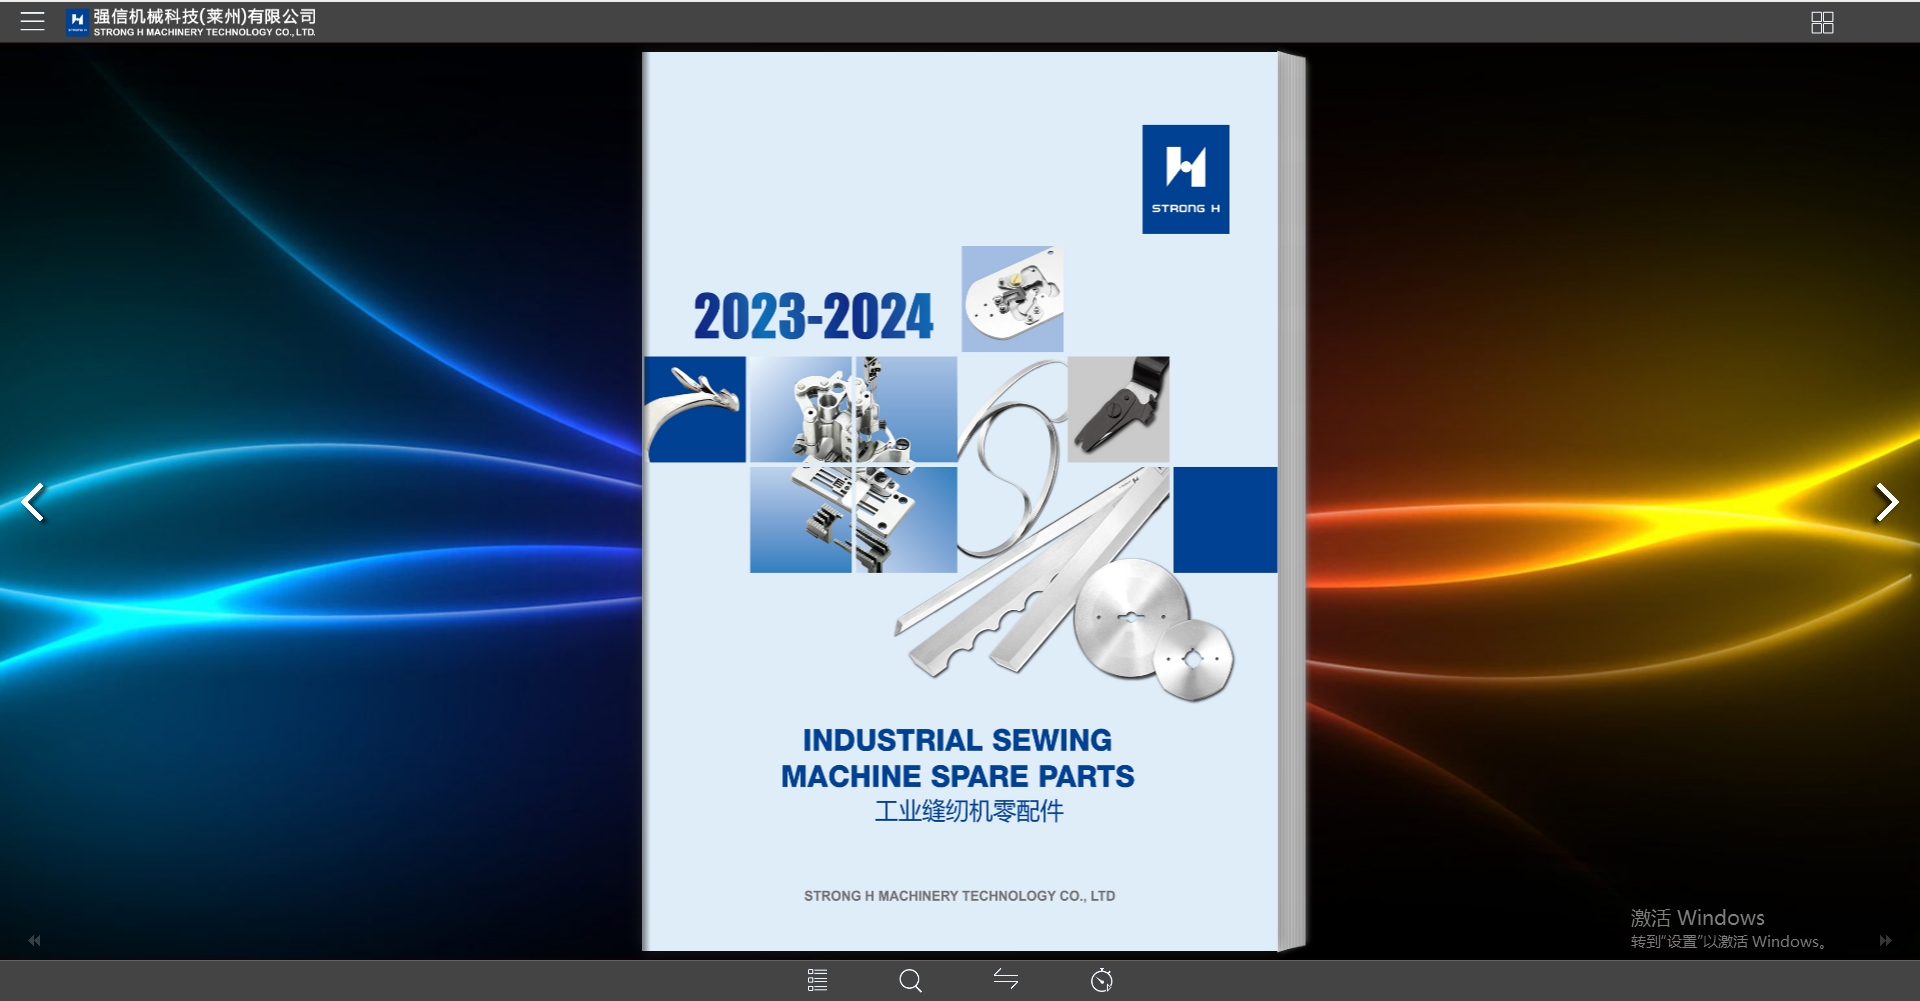 强信机械科技(莱州)有限公司
STRONG H MACHINERY TECHNOLOGY CO.,LTD.
STRONG H
2023-2024
INDUSTRIAL SEWING
MACHINE SPARE PARTS
工业缝纫机零配件
STRONG H MACHINERY TECHNOLOGY CO., LTD
激活 Windows
转到“设置”以激活 Windows。